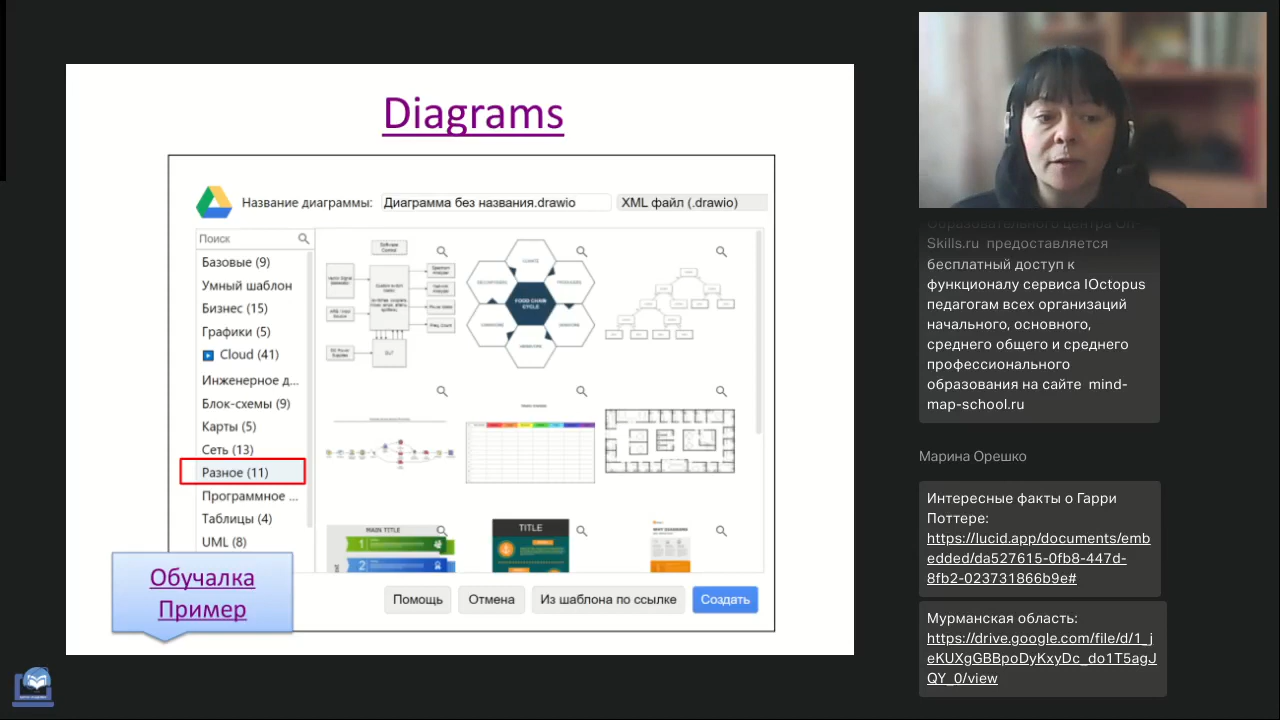 Diagrams
Название диаграммы:
Диаграмма без названия.drawio
XML файл (.drawio)
Поиск
Базовые (9)
Умный шаблон
Бизнес (15)
Графики (5)
Cloud (41)
Инженерное д...
Блок-схемы (9)
Карты (5)
Сеть (13)
Разное (11)
Программное ...
Таблицы (4)
UML (8)
FOOD CHAIN
CYCLE
MAIN TITLE
1
2
TITLE
Обучалка
Пример
Помощь
Отмена
Из шаблона по ссылке
Создать
Образовательного центра On-
Skills.ru предоставляется
бесплатный доступ к
функционалу сервиса IOctopus
педагогам всех организаций
начального, основного,
среднего общего и среднего
профессионального
образования на сайте mind-
map-school.ru
Марина Орешко
Интересные факты о Гарри
Поттере:
https://lucid.app/documents/emb
edded/da527615-0fb8-447d-
8fb2-023731866b9e#
Мурманская область:
https://drive.google.com/file/d/1_j
eKUXgGBBpoDyKxyDc_do1T5agJ
QY_0/view